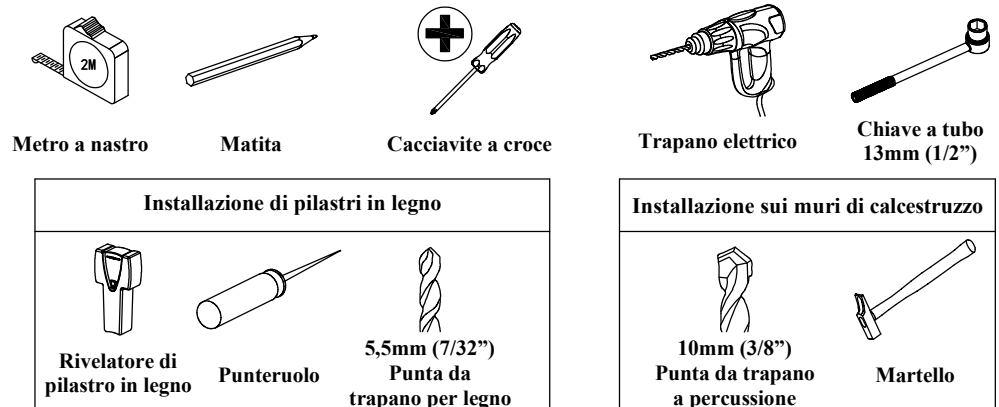 2M
Metro a nastro
Matita
Cacciavite a croce
Trapano elettrico
Chiave a tubo
13mm (1/2”)
Installazione di pilastri in legno
Rivelatore di
pilastro in legno
Punteruolo
5,5mm (7/32”)
Punta da
trapano per legno
Installazione sui muri di calcestruzzo
10mm (3/8”)
Punta da trapano
a percussione
Martello